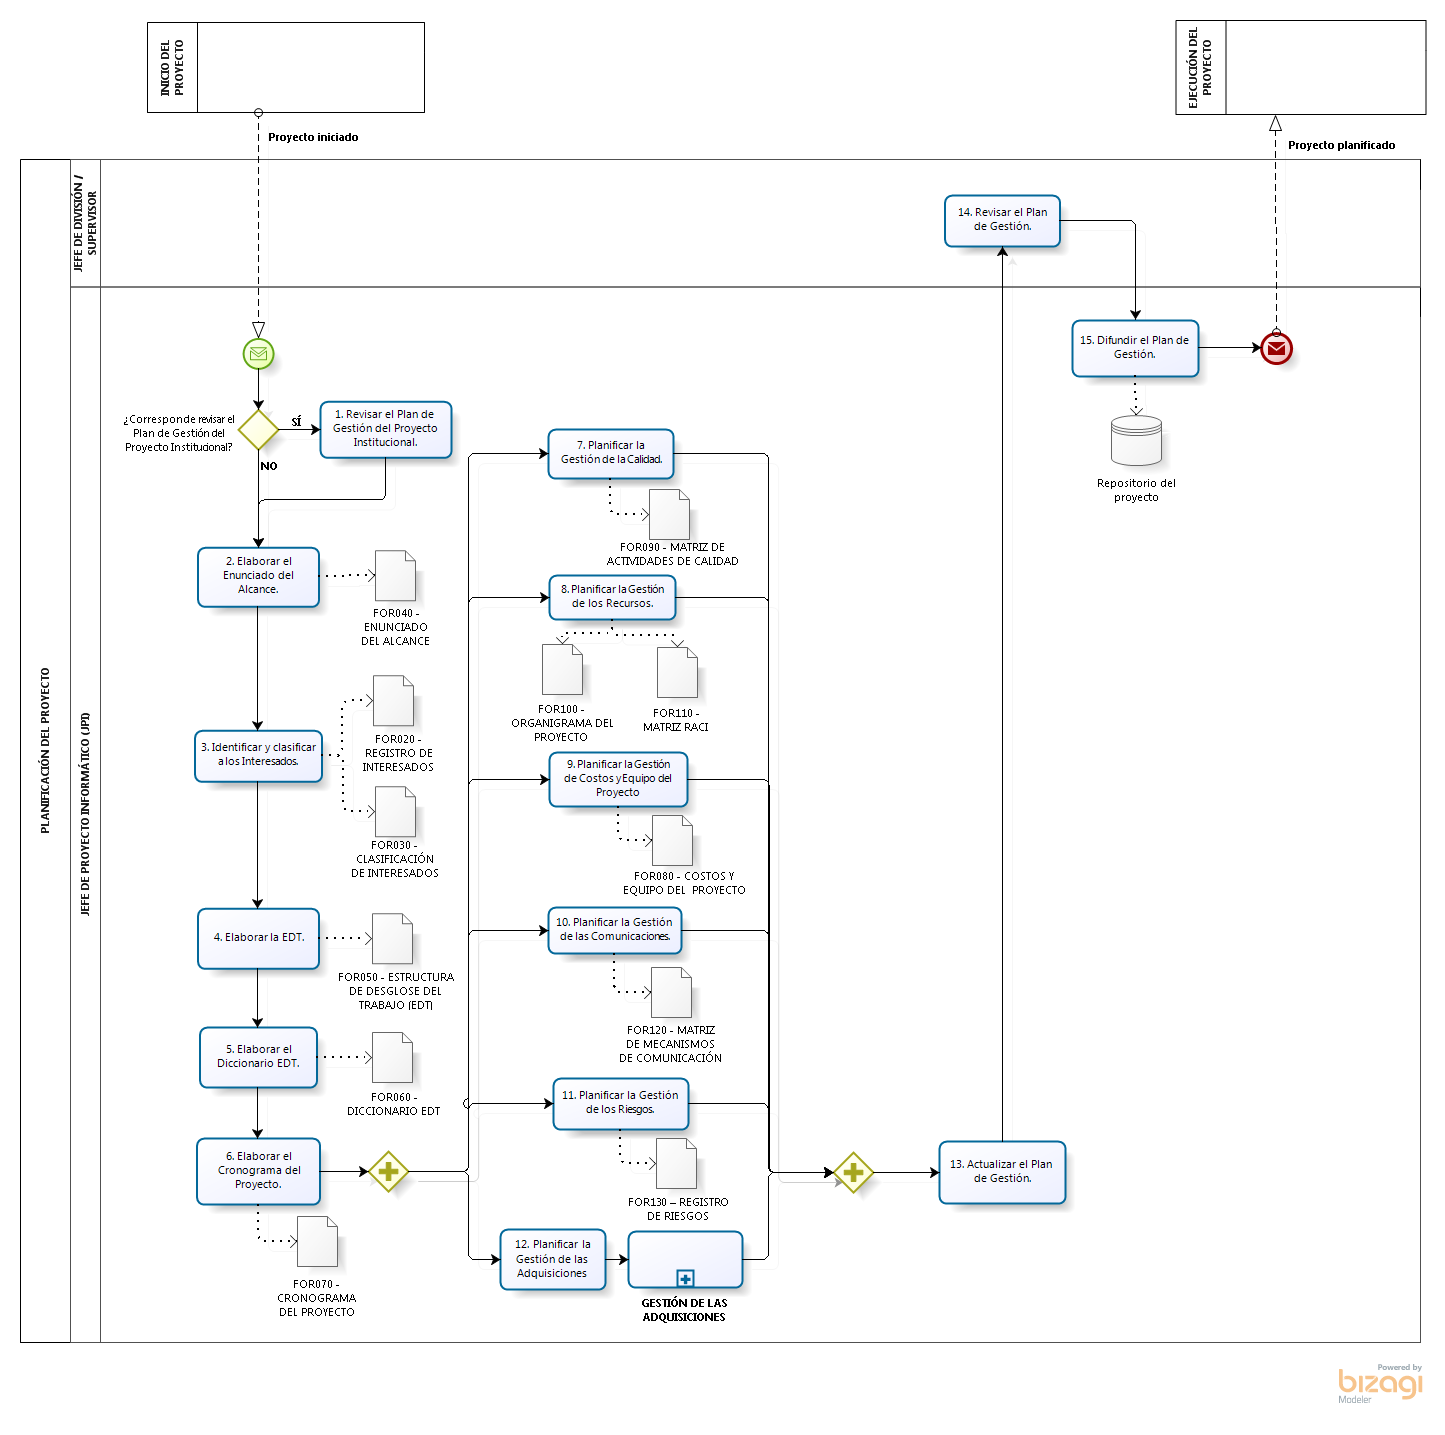 INICIO DEL
PROYECTO
EJECUCIÓN DEL
PROYECTO
Proyecto iniciado
Proyecto planificado
PLANIFICACIÓN DEL PROYECTO
JEFE DE DIVISIÓN /
SUPERVISOR
JEFE DE PROYECTO INFORMÁTICO (JPI)
14. Revisar el Plan
de Gestión.
15. Difundir el Plan de
Gestión.
Repositorio del
proyecto
¿Corresponde revisar el
Plan de Gestión del
Proyecto Institucional?
SÍ
NO
1. Revisar el Plan de
Gestión del Proyecto
Institucional.
2. Elaborar el
Enunciado del
Alcance.
FOR040 -
ENUNCIADO
DEL ALCANCE
3. Identificar y clasificar
a los Interesados.
FOR020 -
REGISTRO DE
INTERESADOS
FOR030 -
CLASIFICACIÓN
DE INTERESADOS
4. Elaborar la EDT.
FOR050 - ESTRUCTURA
DE DESGLOSE DEL
TRABAJO (EDT)
5. Elaborar el
Diccionario EDT.
FOR060 -
DICCIONARIO EDT
6. Elaborar el
Cronograma del
Proyecto.
FOR070 -
CRONOGRAMA
DEL PROYECTO
7. Planificar la
Gestión de la Calidad.
FOR090 - MATRIZ DE
ACTIVIDADES DE CALIDAD
8. Planificar la Gestión
de los Recursos.
FOR100 -
ORGANIGRAMA DEL
PROYECTO
FOR110 -
MATRIZ RACI
9. Planificar la Gestión
de Costos y Equipo del
Proyecto
FOR080 - COSTOS Y
EQUIPO DEL PROYECTO
10. Planificar la Gestión
de las Comunicaciones.
FOR120 - MATRIZ
DE MECANISMOS
DE COMUNICACIÓN
11. Planificar la Gestión
de los Riesgos.
FOR130 – REGISTRO
DE RIESGOS
12. Planificar la
Gestión de las
Adquisiciones
GESTIÓN DE LAS
ADQUISICIONES
13. Actualizar el Plan
de Gestión.
Powered by
bizagi
Modeler